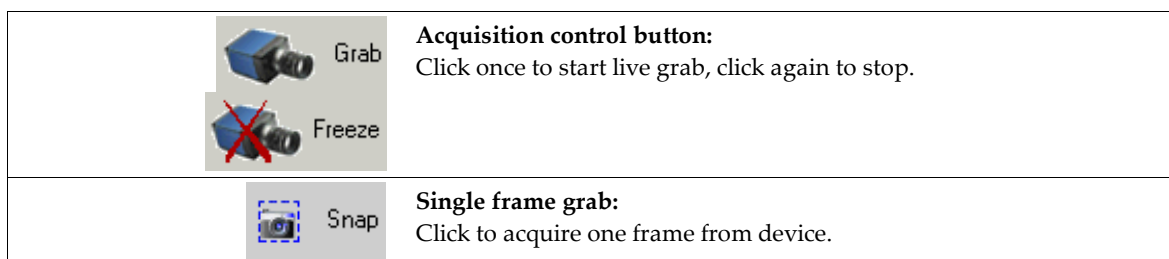 Grab
Acquisition control button:
Click once to start live grab, click again to stop.
Freeze
Snap
Single frame grab:
Click to acquire one frame from device.